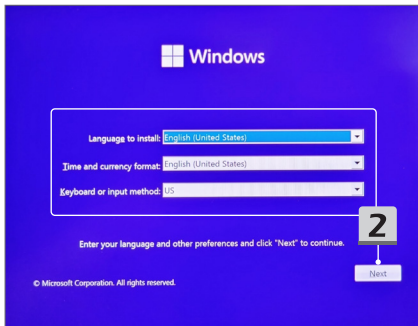 Windows
Language to install: English (United States)
Time and currency format: English (United States)
Keyboard or input method: US
2
Enter your language and other preferences and click "Next" to continue.
Next
© Microsoft Corporation. All rights reserved.